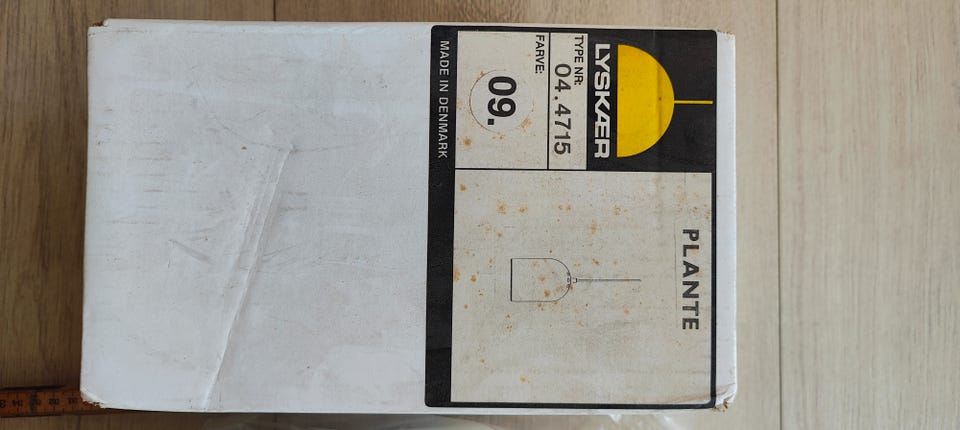 LYSKÆR
TYPE NR:
04.4715
FARVE:
09.
MADE IN DENMARK
PLANTE